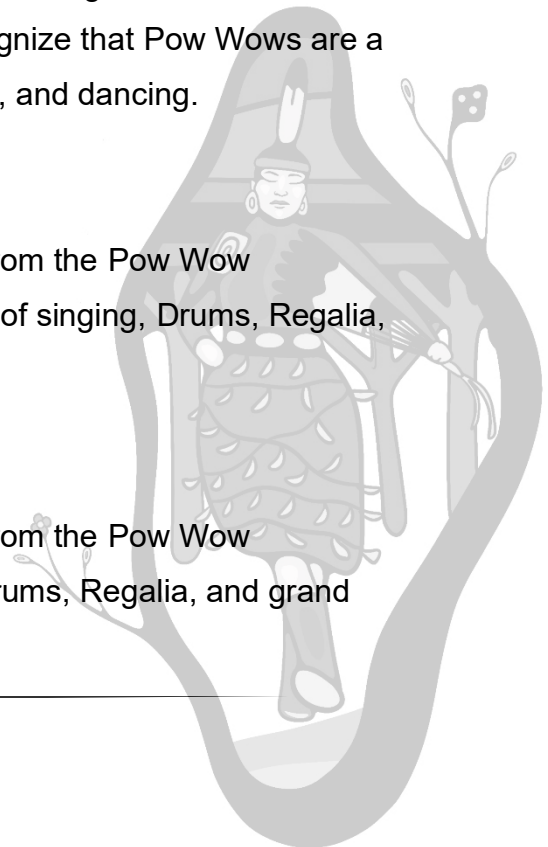 gnize that Pow Wows are a
, and dancing.
om the Pow Wow
of singing, Drums, Regalia,
om the Pow Wow
rums, Regalia, and grand